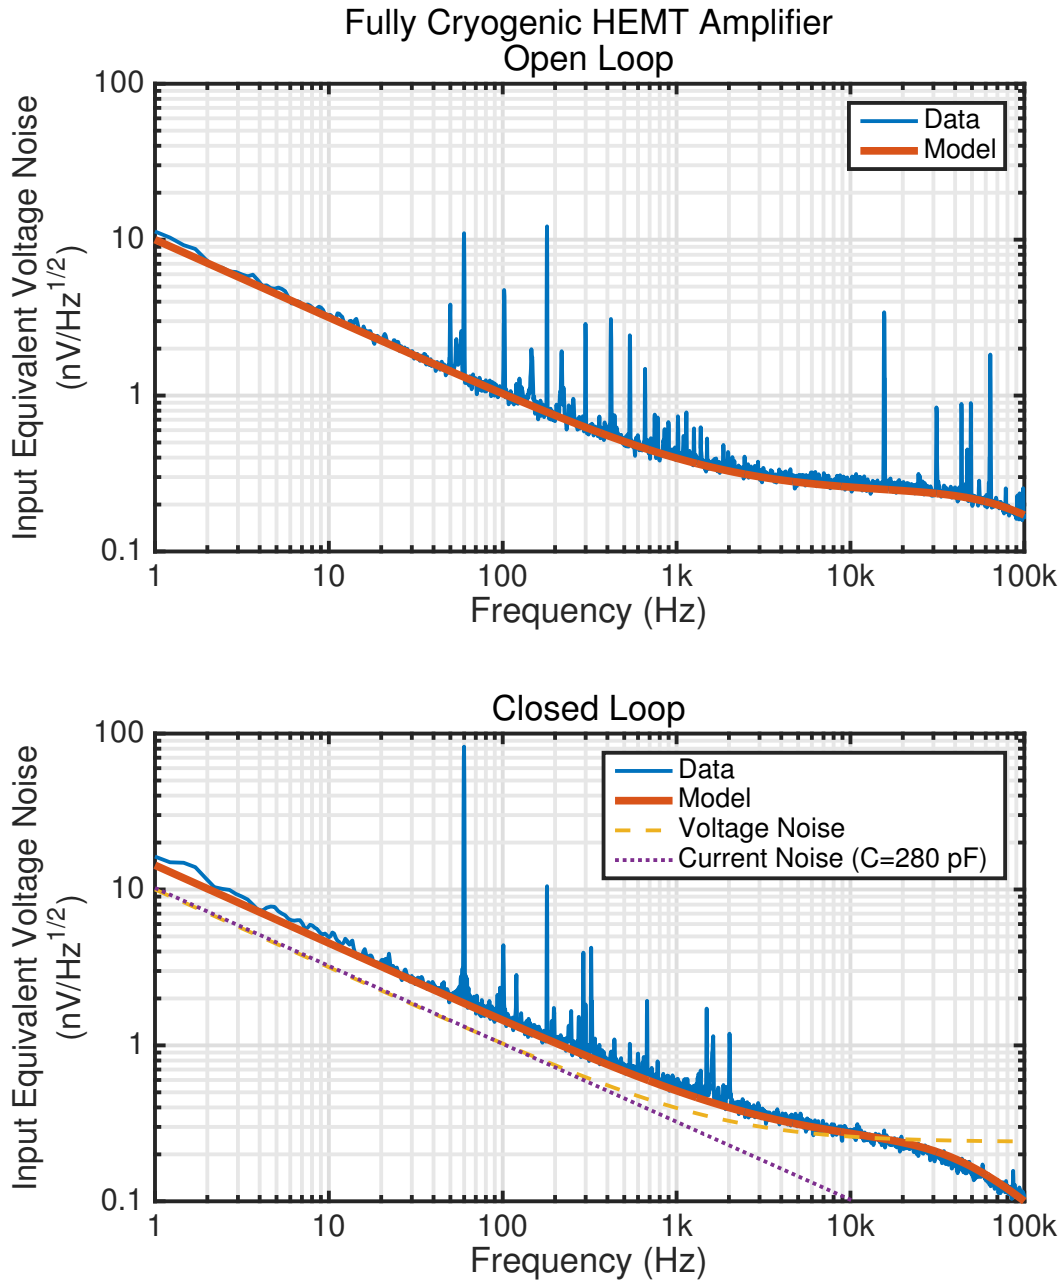 Fully Cryogenic HEMT Amplifier
Open Loop
Input Equivalent Voltage Noise
(nV/Hz^1/2)
100
10
1
0.1
Data
Model
1 10 100 1k 10k 100k
Frequency (Hz)
Closed Loop
Input Equivalent Voltage Noise
(nV/Hz^1/2)
100
10
1
0.1
Data
Model
Voltage Noise
Current Noise (C=280 pF)
1 10 100 1k 10k 100k
Frequency (Hz)